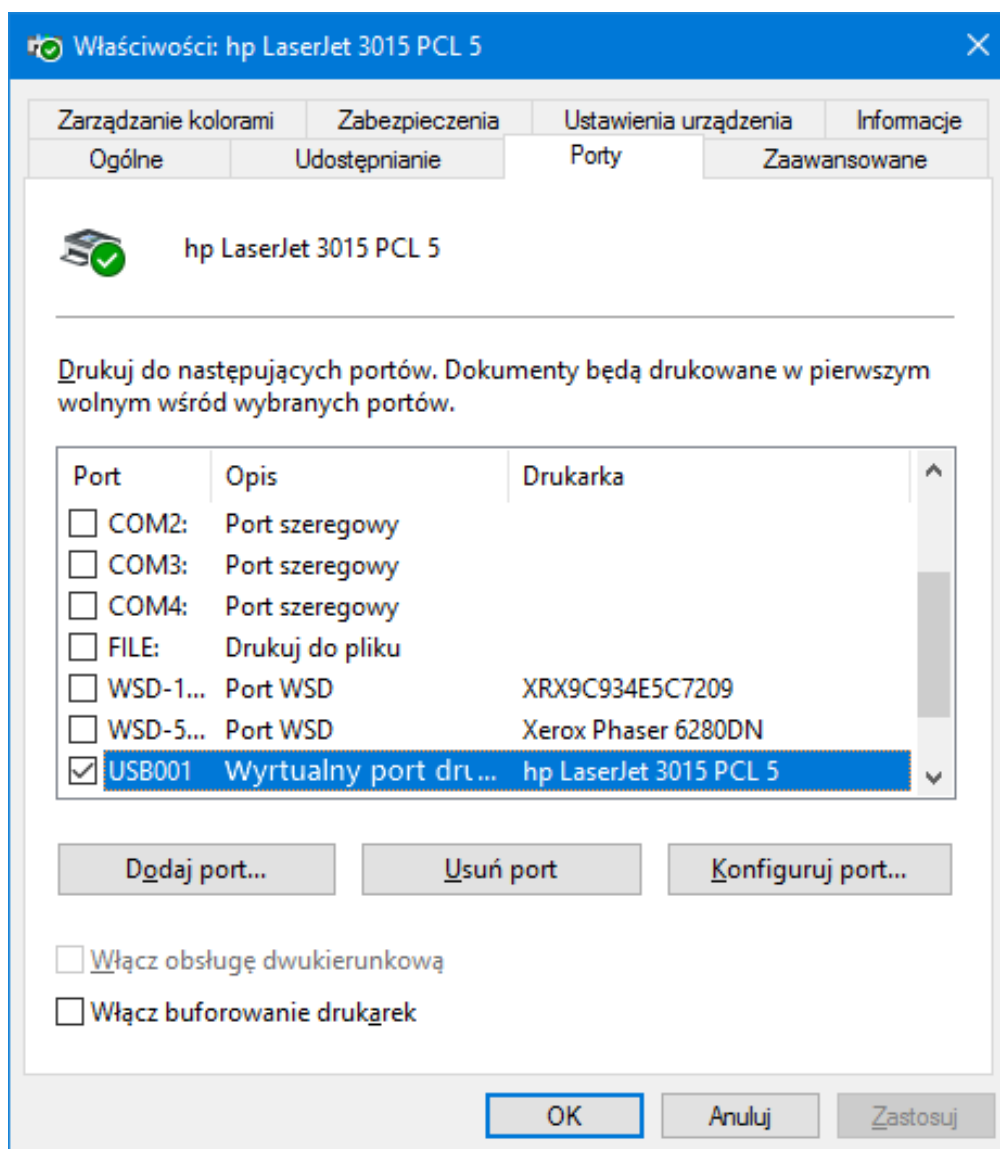 Właściwości: hp LaserJet 3015 PCL 5
Zarządzanie kolorami Zabezpieczenia Ustawienia urządzenia Informacje
Ogólne Udostępnianie Porty Zaawansowane
hp LaserJet 3015 PCL 5
Drukuj do następujących portów. Dokumenty będą drukowane w pierwszym
wolnym wśród wybranych portów.
Port Opis Drukarka
COM2: Port szeregowy
COM3: Port szeregowy
COM4: Port szeregowy
FILE: Drukuj do pliku
WSD-1... Port WSD XRX9C934E5C7209
WSD-5... Port WSD Xerox Phaser 6280DN
USB001 Wyrtualny port dru... hp LaserJet 3015 PCL 5
Dodaj port... Usuń port Konfiguruj port...
Włącz obsługę dwukierunkową
Włącz buforowanie drukarek
OK Anuluj Zastosuj